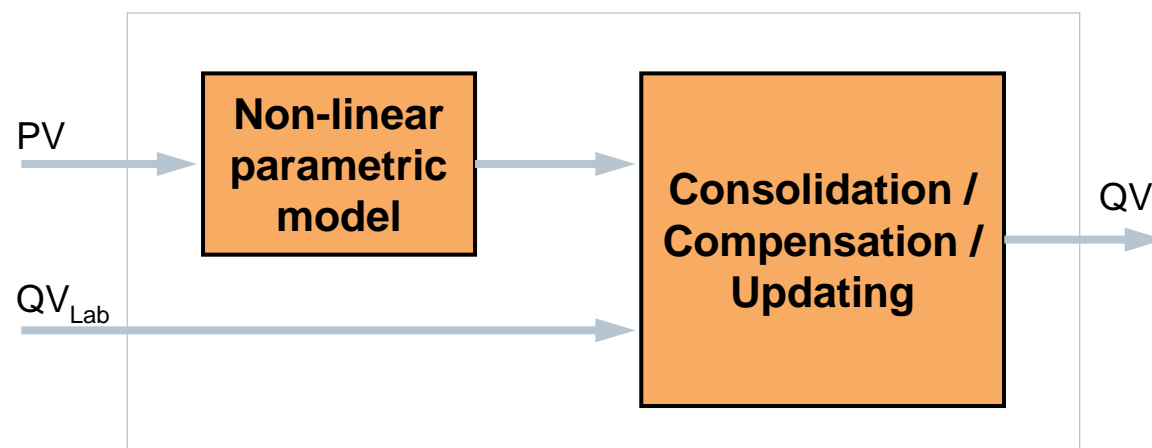 PV
Non-linear
parametric
model
Consolidation /
Compensation /
Updating
QV
QV Lab